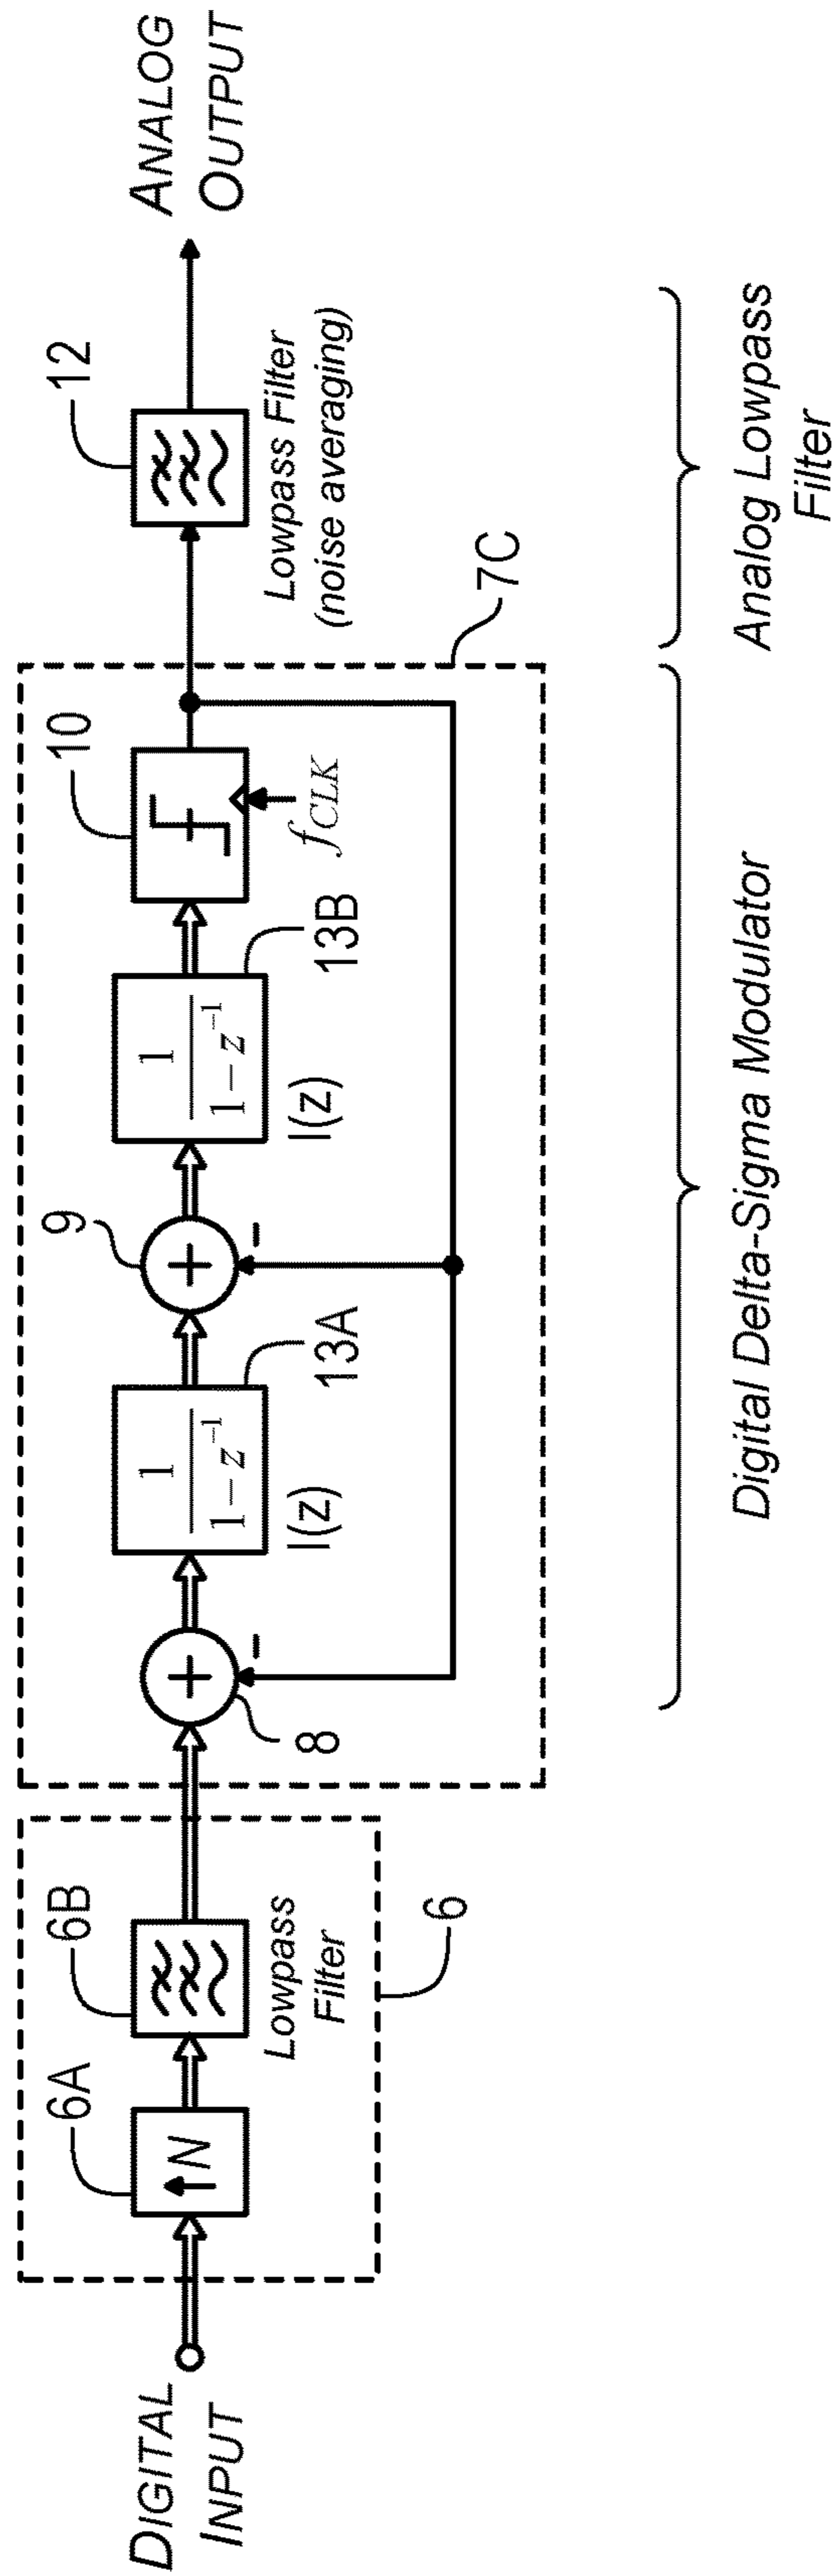 DIGITAL
INPUT
6A
↑N
6B
Lowpass
Filter
6
8
+
−
1
1−z⁻¹
I(z)
13A
9
+
−
1
1−z⁻¹
I(z)
13B
10
fCLK
7C
12
Lowpass Filter
(noise averaging)
ANALOG
OUTPUT
Digital Delta-Sigma Modulator
Analog Lowpass
Filter